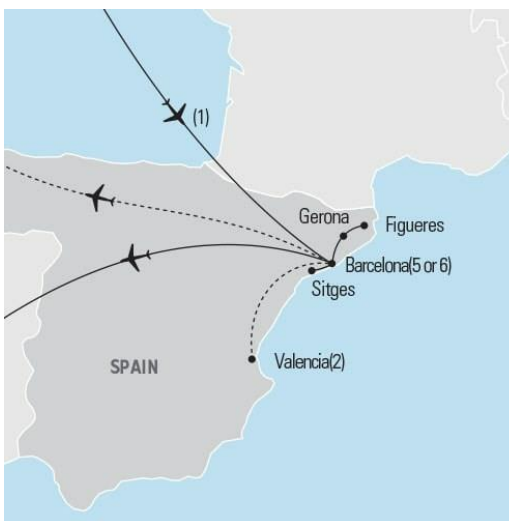 (1)
Gerona
Figueres
Barcelona(5 or 6)
Sitges
Valencia(2)
SPAIN